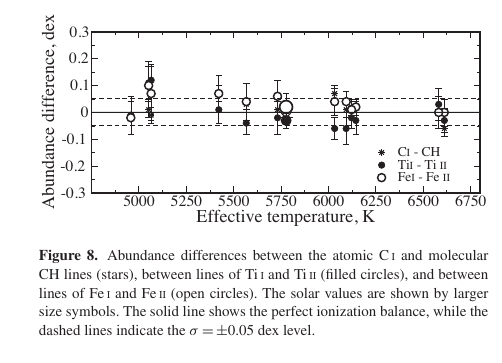 Abundance difference, dex
0.3
0.2
0.1
0
-0.1
-0.2
-0.3
C I - CH
Ti I - Ti II
Fe I - Fe II
5000 5250 5500 5750 6000 6250 6500 6750
Effective temperature, K
Figure 8. Abundance differences between the atomic C I and molecular
CH lines (stars), between lines of Ti I and Ti II (filled circles), and between
lines of Fe I and Fe II (open circles). The solar values are shown by larger
size symbols. The solid line shows the perfect ionization balance, while the
dashed lines indicate the σ = ±0.05 dex level.